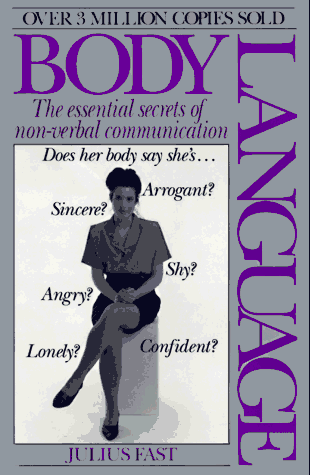 OVER 3 MILLION COPIES SOLD
BODY
LANGUAGE
The essential secrets of
non-verbal communication
Does her body say she's...
Arrogant?
Sincere?
Shy?
Angry?
Lonely?
Confident?
JULIUS FAST